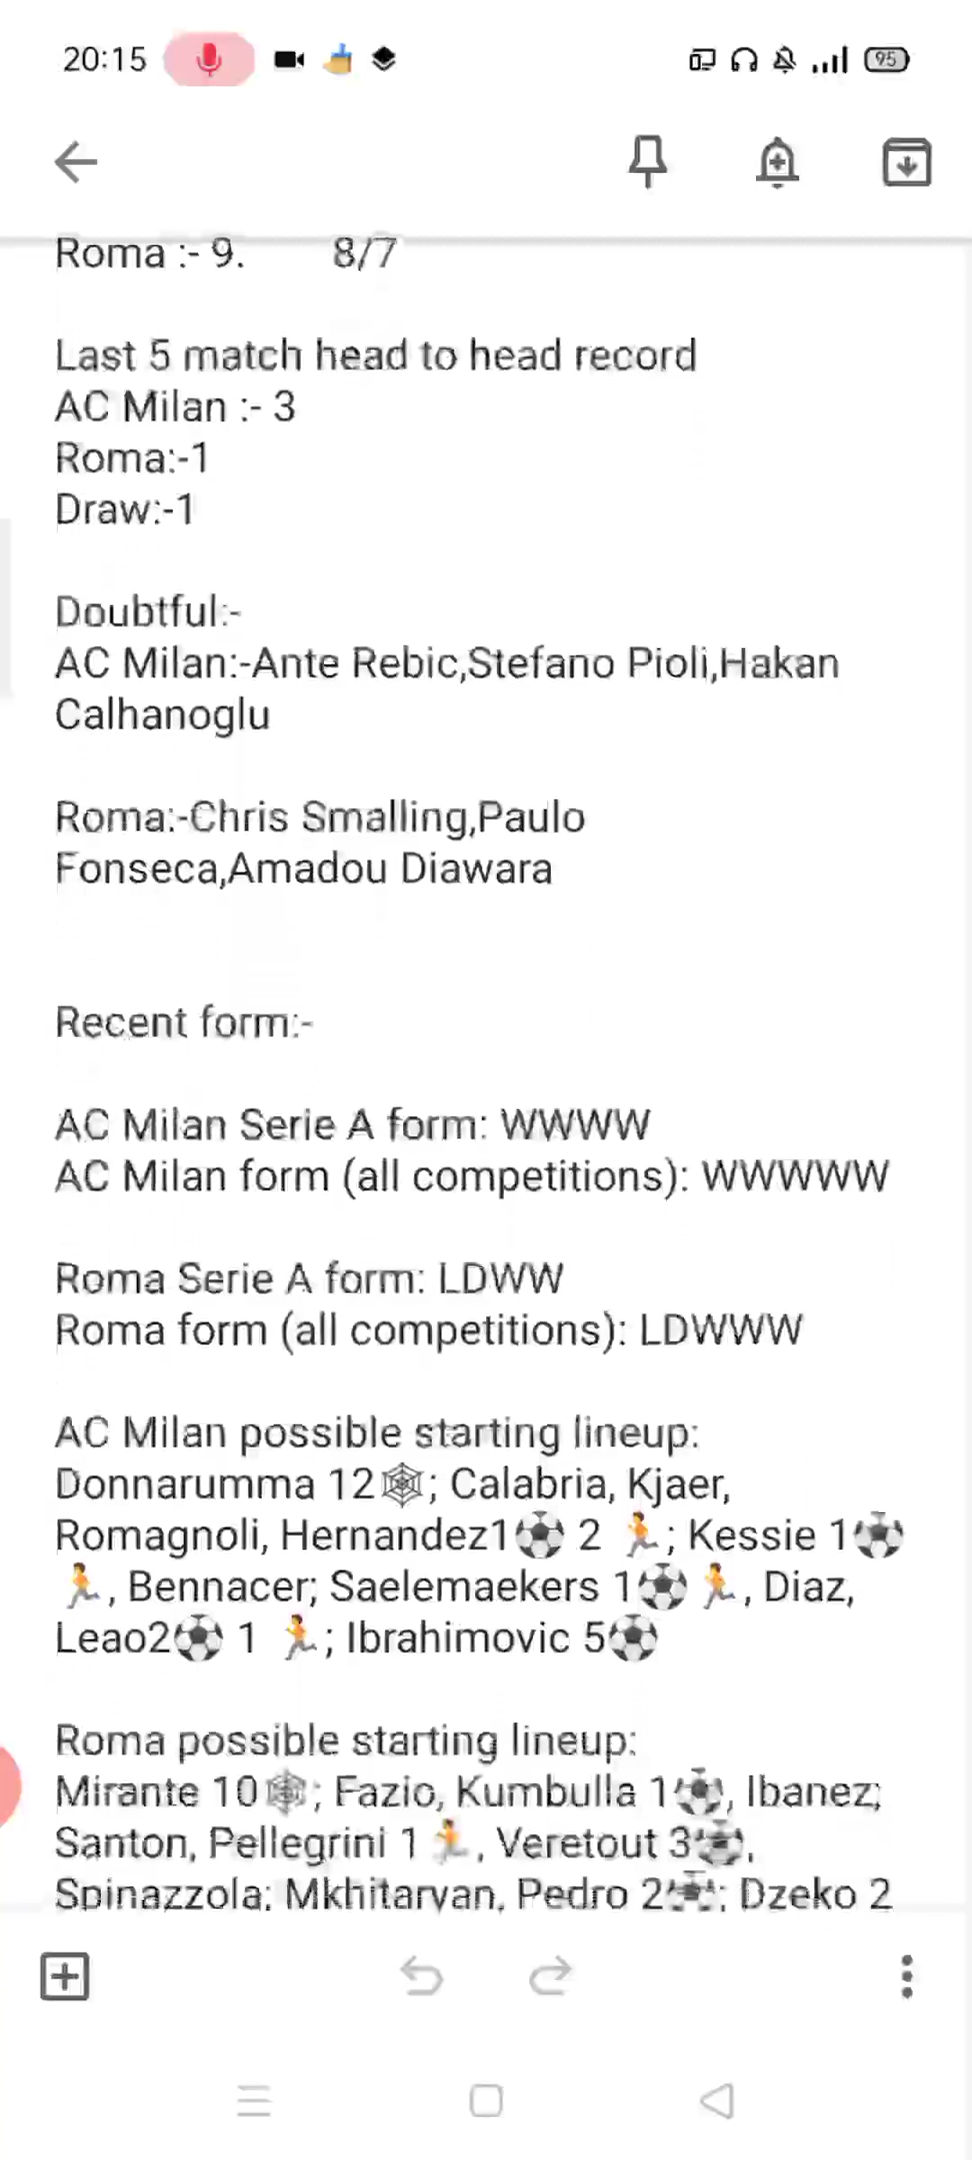 20:15
95
Roma :- 9. 8/7
Last 5 match head to head record
AC Milan :- 3
Roma:-1
Draw:-1
Doubtful:-
AC Milan:-Ante Rebic,Stefano Pioli,Hakan
Calhanoglu
Roma:-Chris Smalling,Paulo
Fonseca,Amadou Diawara
Recent form:-
AC Milan Serie A form: WWWW
AC Milan form (all competitions): WWWWW
Roma Serie A form: LDWW
Roma form (all competitions): LDWWW
AC Milan possible starting lineup:
Donnarumma 12🕸; Calabria, Kjaer,
Romagnoli, Hernandez1⚽ 2 🏃; Kessie 1⚽
🏃, Bennacer; Saelemaekers 1⚽ 🏃, Diaz,
Leao2⚽ 1 🏃; Ibrahimovic 5⚽
Roma possible starting lineup:
Mirante 10🕸; Fazio, Kumbulla 1⚽, Ibanez;
Santon, Pellegrini 1 🏃, Veretout 3⚽,
Spinazzola; Mkhitaryan, Pedro 2⚽; Dzeko 2